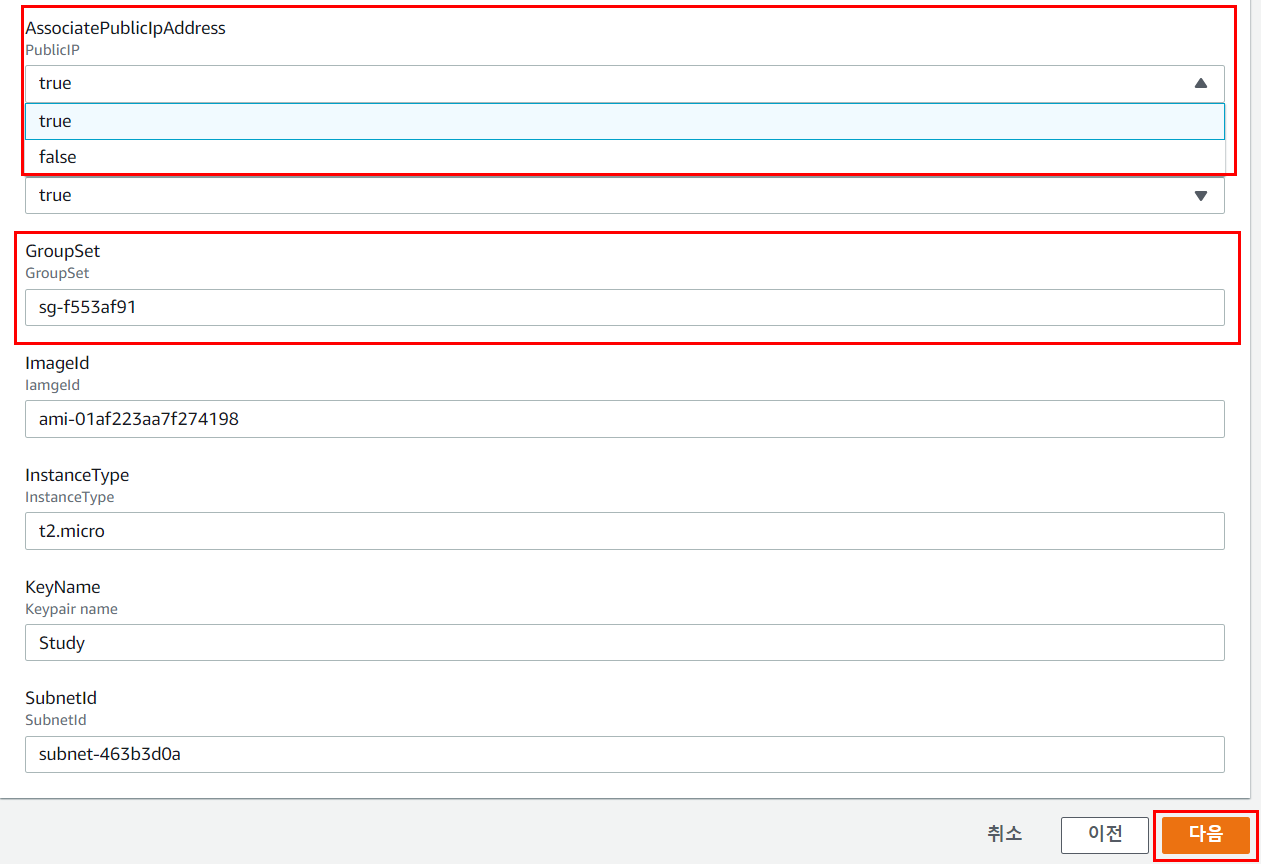 AssociatePublicIpAddress
PublicIP
true
true
false
true
GroupSet
GroupSet
sg-f553af91
ImageId
IamgeId
ami-01af223aa7f274198
InstanceType
InstanceType
t2.micro
KeyName
Keypair name
Study
SubnetId
SubnetId
subnet-463b3d0a
취소 이전 다음